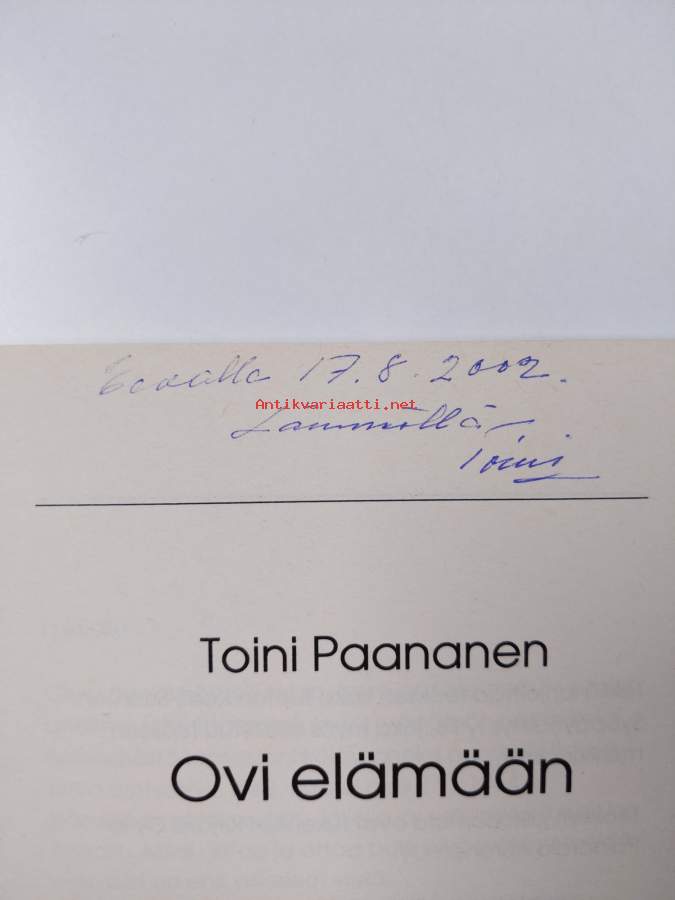 Eevalle 17.8.2002.
Antikvariaatti.net
Lämmöllä
Toini
Toini Paananen
Ovi elämään